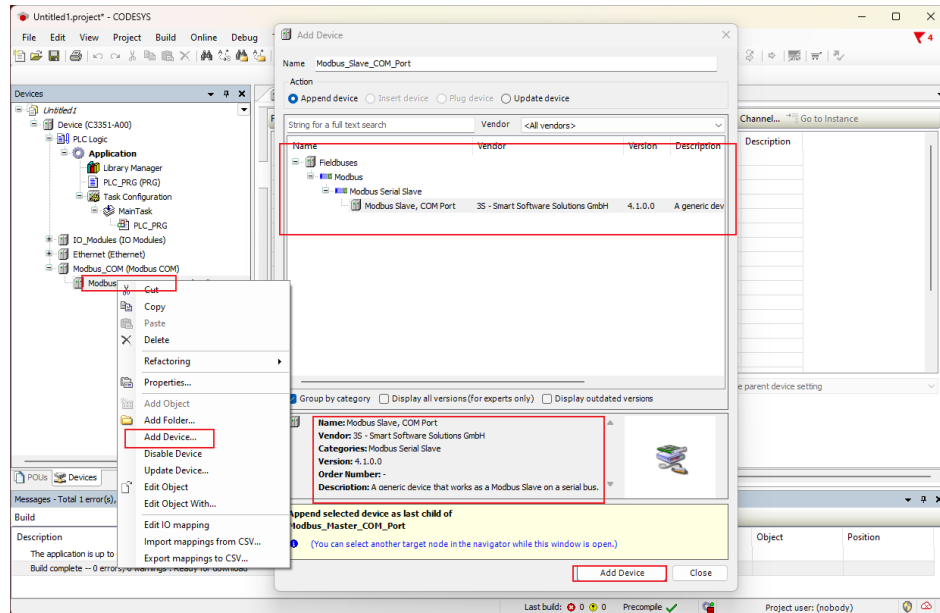 Untitled1.project* - CODESYS
File Edit View Project Build Online Debug
4
Devices
Untitled1
Device (C3351-A00)
PLC Logic
Application
Library Manager
PLC_PRG (PRG)
Task Configuration
MainTask
PLC_PRG
IO_Modules (IO Modules)
Ethernet (Ethernet)
Modbus_COM (Modbus COM)
Modbus
Cut
Copy
Paste
Delete
Refactoring
Properties...
Add Object
Add Folder...
Add Device...
Disable Device
Update Device...
Edit Object
Edit Object With...
Edit IO mapping
Import mappings from CSV...
Export mappings to CSV...
POUs Devices
Messages - Total 1 error(s),
Build
Description
The application is up to
Build complete -- 0 errors, 0 warnings : Ready for download
Add Device
Name Modbus_Slave_COM_Port
Action
Append device Insert device Plug device Update device
String for a full text search Vendor <All vendors>
Name Vendor Version Description
Fieldbuses
Modbus
Modbus Serial Slave
Modbus Slave, COM Port 3S - Smart Software Solutions GmbH 4.1.0.0 A generic dev
Group by category Display all versions (for experts only) Display outdated versions
Name: Modbus Slave, COM Port
Vendor: 3S - Smart Software Solutions GmbH
Categories: Modbus Serial Slave
Version: 4.1.0.0
Order Number: -
Description: A generic device that works as a Modbus Slave on a serial bus.
Append selected device as last child of
Modbus_Master_COM_Port
(You can select another target node in the navigator while this window is open.)
Add Device Close
Channel... Go to Instance
Description
e parent device setting
Object Position
Last build: 0 0 Precompile Project user: (nobody)